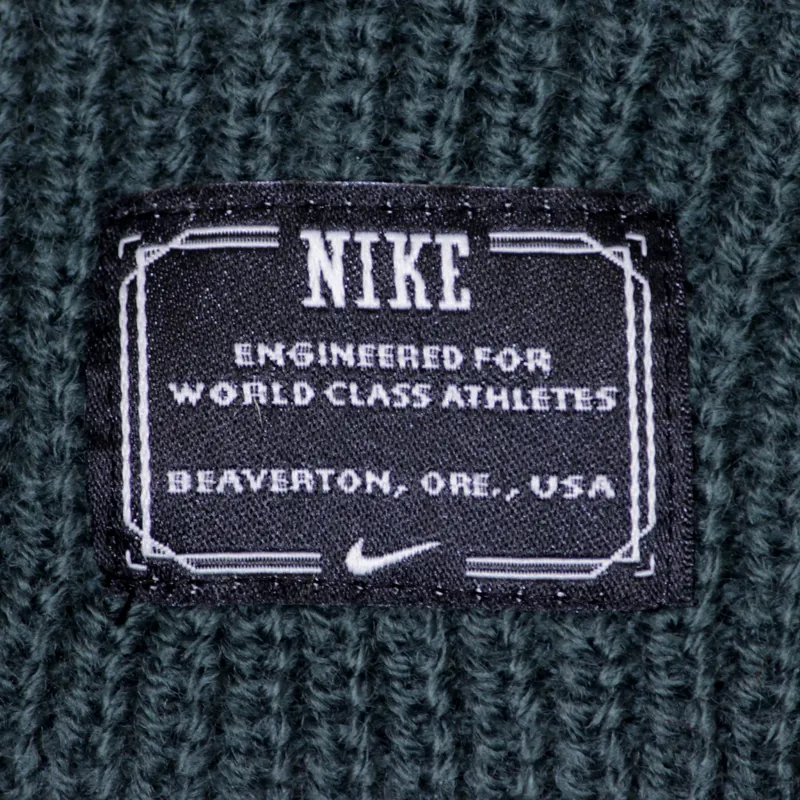 NIKE
ENGINEERED FOR
WORLD CLASS ATHLETES
BEAVERTON, ORE., USA